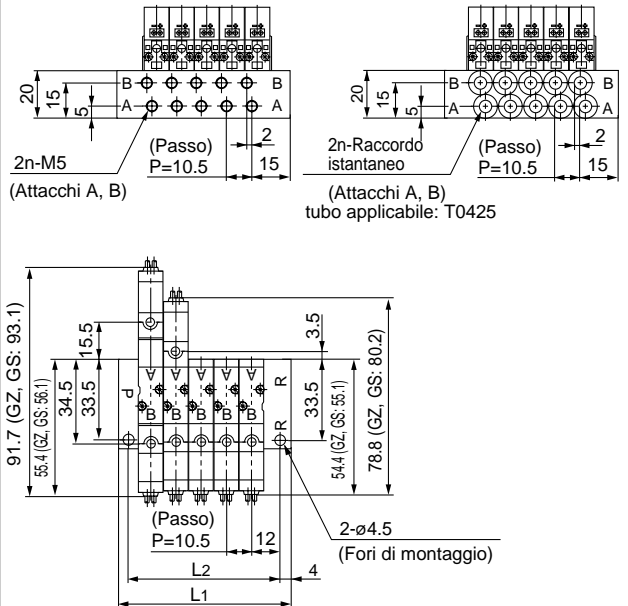 20
15
5
B
A
B
A
2n-M5
(Attacchi A, B)
(Passo)
P=10.5
2
15
20
15
5
B
A
B
A
2n-Raccordo
istantaneo
(Attacchi A, B)
tubo applicabile: T0425
(Passo)
P=10.5
2
15
91.7 (GZ, GS: 93.1)
55.4 (GZ, GS: 56.1)
34.5
33.5
15.5
P
A A A A A
B B B B B
R
R
3.5
33.5
54.4 (GZ, GS: 55.1)
78.8 (GZ, GS: 80.2)
(Passo)
P=10.5
12
2-ø4.5
(Fori di montaggio)
L2
4
L1